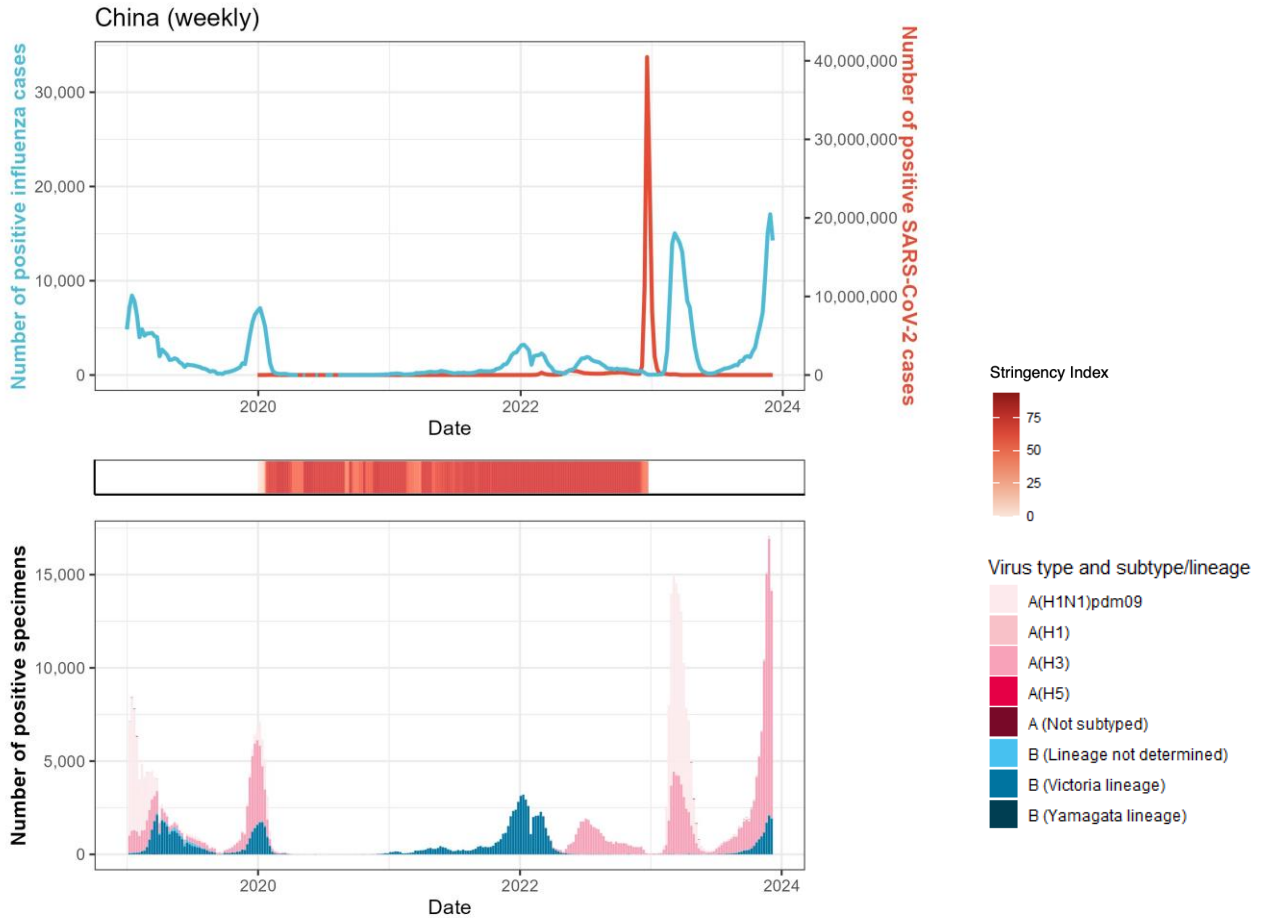 China (weekly)
Number of positive influenza cases
30,000
20,000
10,000
0
40,000,000
30,000,000
20,000,000
10,000,000
0
Number of positive SARS-CoV-2 cases
2020
2022
2024
Date
Stringency Index
75
50
25
0
Number of positive specimens
15,000
10,000
5,000
0
2020
2022
2024
Date
Virus type and subtype/lineage
A(H1N1)pdm09
A(H1)
A(H3)
A(H5)
A (Not subtyped)
B (Lineage not determined)
B (Victoria lineage)
B (Yamagata lineage)